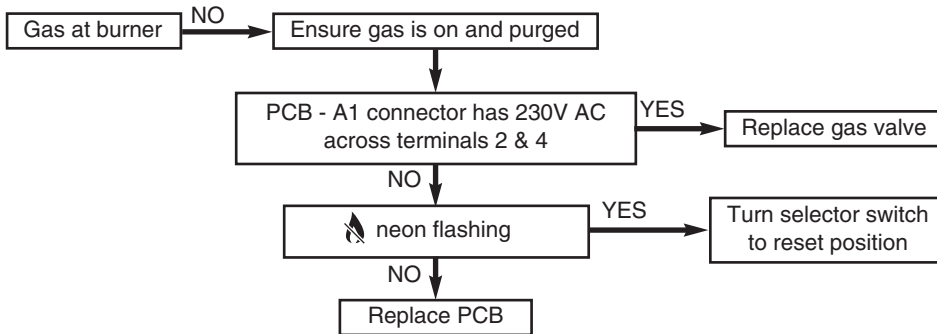 Gas at burner
NO
Ensure gas is on and purged
PCB - A1 connector has 230V AC
across terminals 2 & 4
YES
Replace gas valve
NO
neon flashing
YES
Turn selector switch
to reset position
NO
Replace PCB